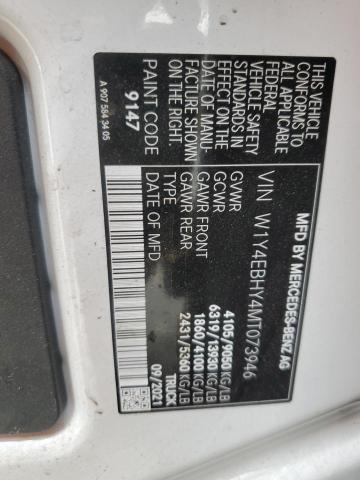 MFD BY MERCEDES-BENZ AG
VIN W1Y4EBHY4MT073946
GVWR 4105/9050 KG/LB
GCWR 6319/13930 KG/LB
GAWR FRONT 1860/4100 KG/LB
GAWR REAR 2431/5360 KG/LB
TYPE TRUCK
DATE OF MFD 09/2021
THIS VEHICLE
CONFORMS TO
ALL APPLICABLE
FEDERAL
VEHICLE SAFETY
STANDARDS IN
EFFECT ON THE
DATE OF MANU
FACTURE SHOWN
ON THE RIGHT.
PAINT CODE
9147
A 907 584 34 05